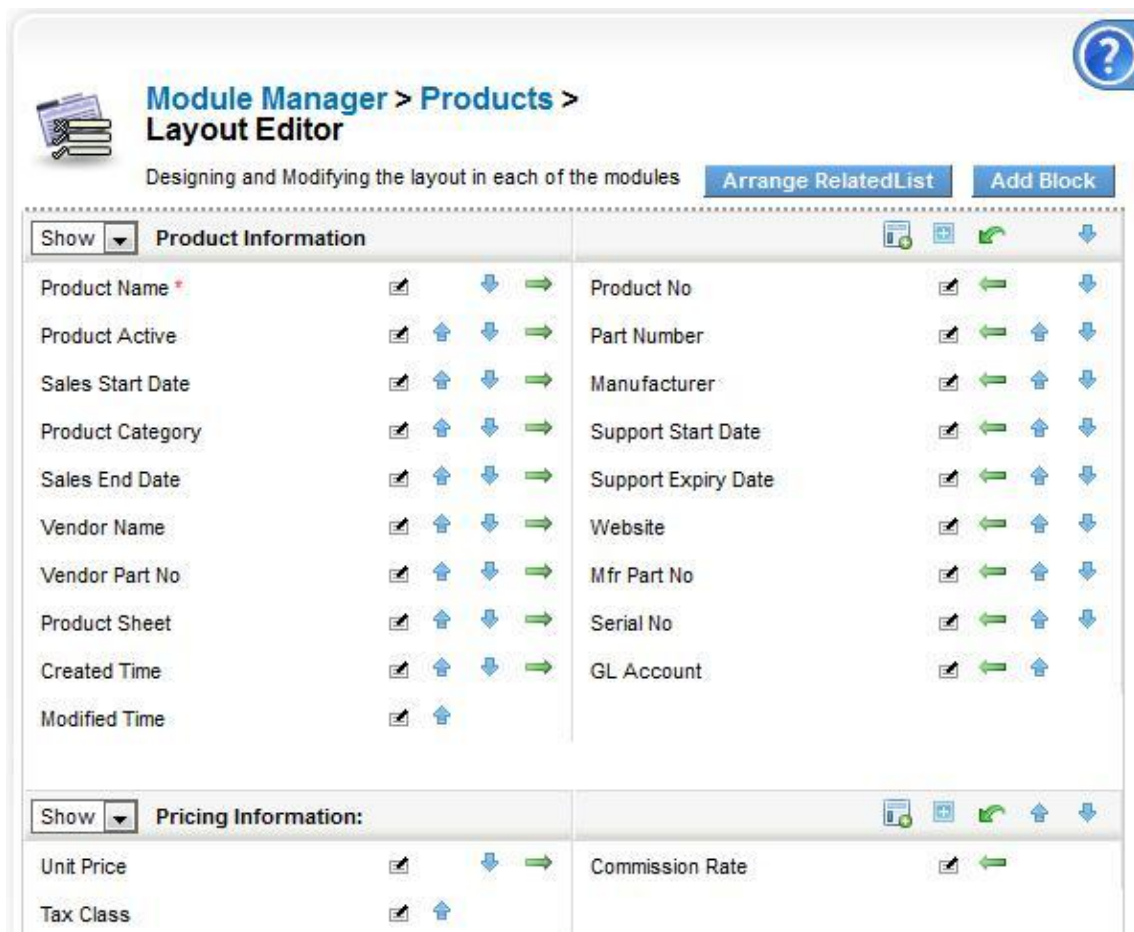 ?
Module Manager > Products >
Layout Editor
Designing and Modifying the layout in each of the modules Arrange RelatedList Add Block
Show Product Information
Product Name * Product No
Product Active Part Number
Sales Start Date Manufacturer
Product Category Support Start Date
Sales End Date Support Expiry Date
Vendor Name Website
Vendor Part No Mfr Part No
Product Sheet Serial No
Created Time GL Account
Modified Time
Show Pricing Information:
Unit Price Commission Rate
Tax Class